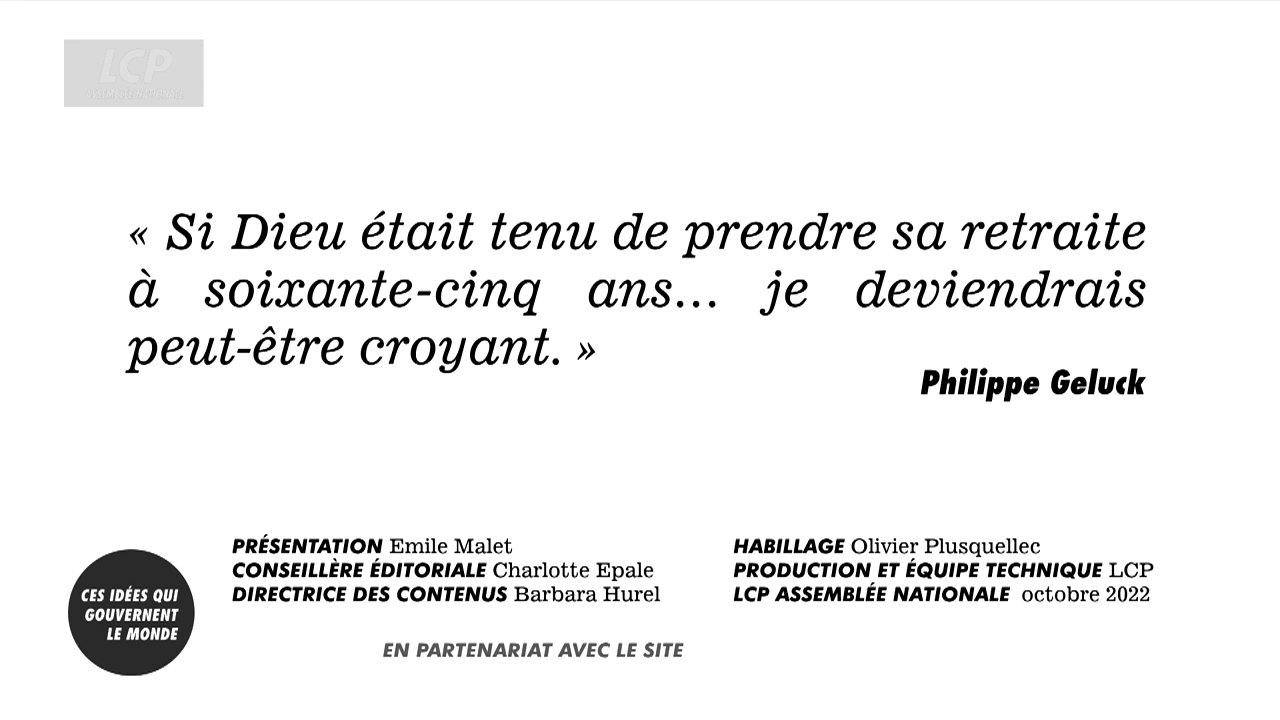 LCP
« Si Dieu était tenu de prendre sa retraite
à soixante-cinq ans... je deviendrais
peut-être croyant. »
Philippe Geluck
PRÉSENTATION Emile Malet
CONSEILLÈRE ÉDITORIALE Charlotte Epale
DIRECTRICE DES CONTENUS Barbara Hurel
HABILLAGE Olivier Plusquellec
PRODUCTION ET ÉQUIPE TECHNIQUE LCP
LCP ASSEMBLÉE NATIONALE octobre 2022
CES IDÉES QUI
GOUVERNENT
LE MONDE
EN PARTENARIAT AVEC LE SITE